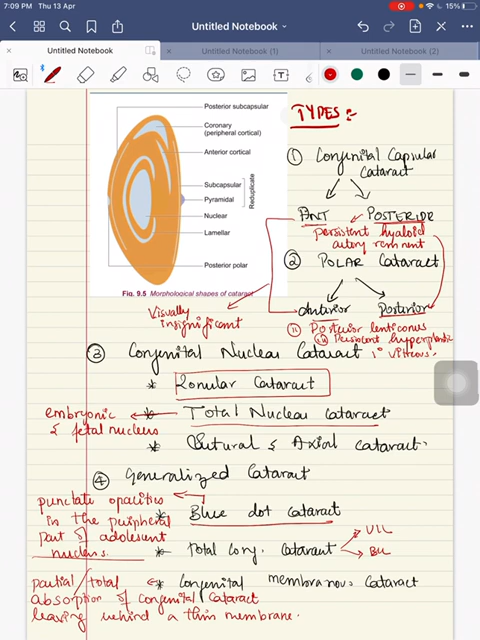 7:09 PM Thu 13 Apr
15%
Untitled Notebook
Untitled Notebook
Untitled Notebook (1)
Untitled Notebook (2)
Posterior subcapsular
Coronary
(peripheral cortical)
Anterior cortical
Subcapsular
Pyramidal
Reduplicate
Nuclear
Lamellar
Posterior polar
Fig. 9.5 Morphological shapes of cataract
TYPES :-
① Congenital Capsular
Cataract
ANT POSTERIOR
persistent hyaloid
artery remnant
② POLAR Cataract
Anterior Posterior
Visually
insignificant
(i) Posterior lenticonus
(ii) Persistent hyperplastic
1° vitreous.
③ Congenital Nuclear Cataract
* Zonular Cataract
* Total Nuclear cataract
embryonic
& fetal nucleus
* Sutural & Axial cataract
④ Generalized Cataract
* Blue dot cataract
punctate opacities
in the peripheral
part of adolescent
nucleus.
* Total Cong. Cataract
U/L
B/L
* Congenital membranous Cataract
partial/total
absorption of congenital cataract
leaving behind a thin membrane.